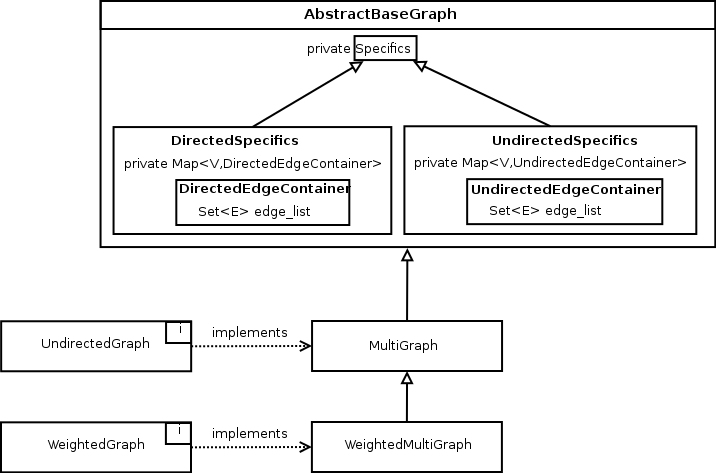 AbstractBaseGraph
private Specifics
DirectedSpecifics
private Map<V,DirectedEdgeContainer>
DirectedEdgeContainer
Set<E> edge_list
UndirectedSpecifics
private Map<V,UndirectedEdgeContainer>
UndirectedEdgeContainer
Set<E> edge_list
i
UndirectedGraph
implements
MultiGraph
i
WeightedGraph
implements
WeightedMultiGraph